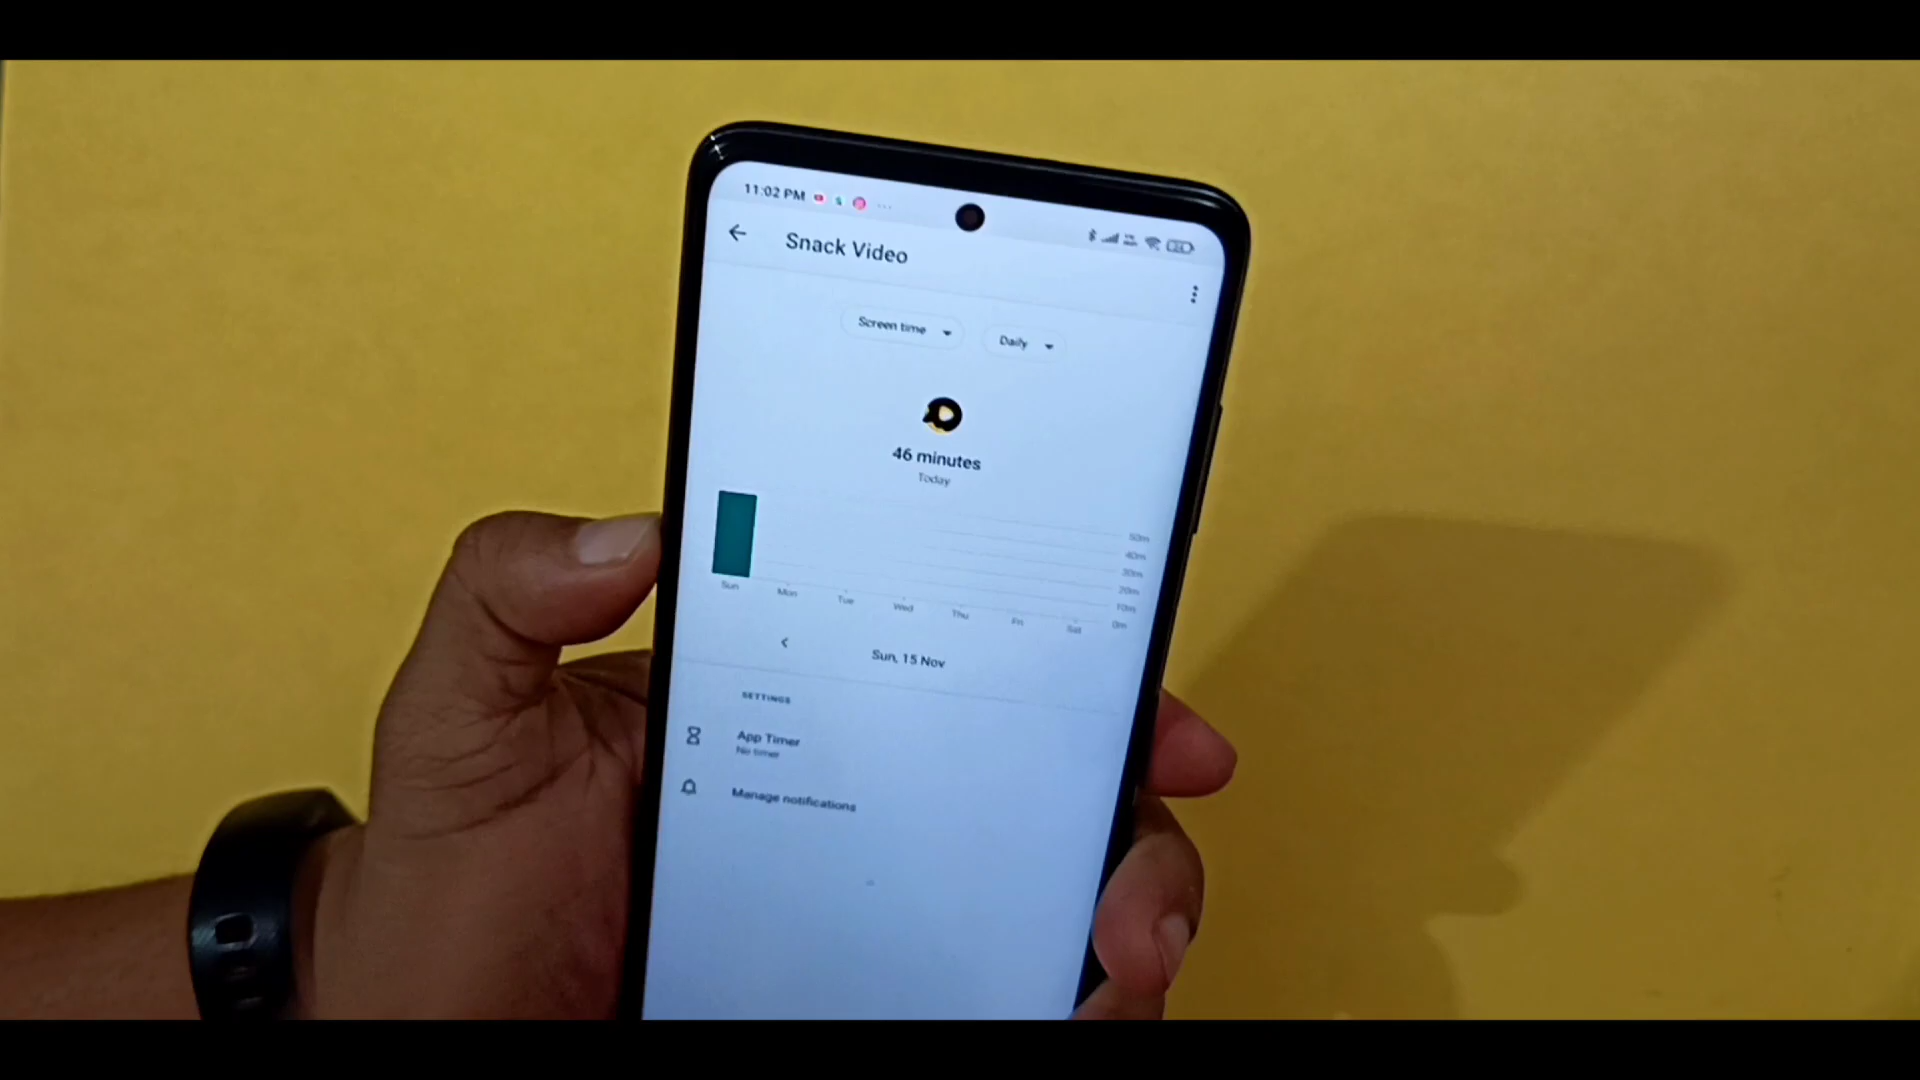 11:02 PM
Snack Video
Screen time
Daily
46 minutes
Today
50m
40m
30m
20m
10m
0m
Sun
Mon
Tue
Wed
Thu
Fri
Sat
Sun, 15 Nov
SETTINGS
App Timer
No timer
Manage notifications